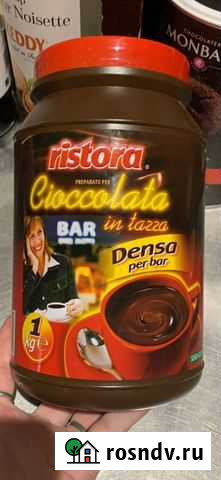 Noisette
EDDY
MONBA
ristora
PREPARATO PER
Cioccolata
in tazza
BAR
Densa
per bar
1
kg e
rosndv.ru